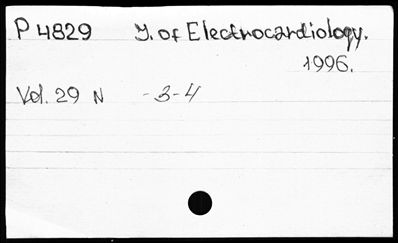 P 4829 J. of Electrocardiology.
1996.
Vol. 29 N -3-4